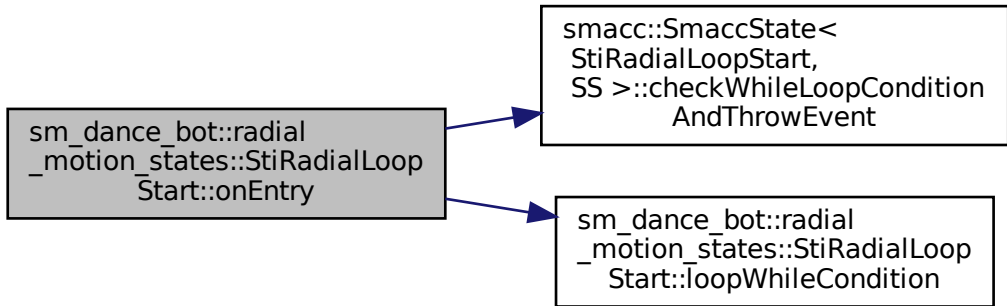 sm_dance_bot::radial
_motion_states::StiRadialLoop
Start::onEntry
smacc::SmaccState<
StiRadialLoopStart,
SS >::checkWhileLoopCondition
AndThrowEvent
sm_dance_bot::radial
_motion_states::StiRadialLoop
Start::loopWhileCondition